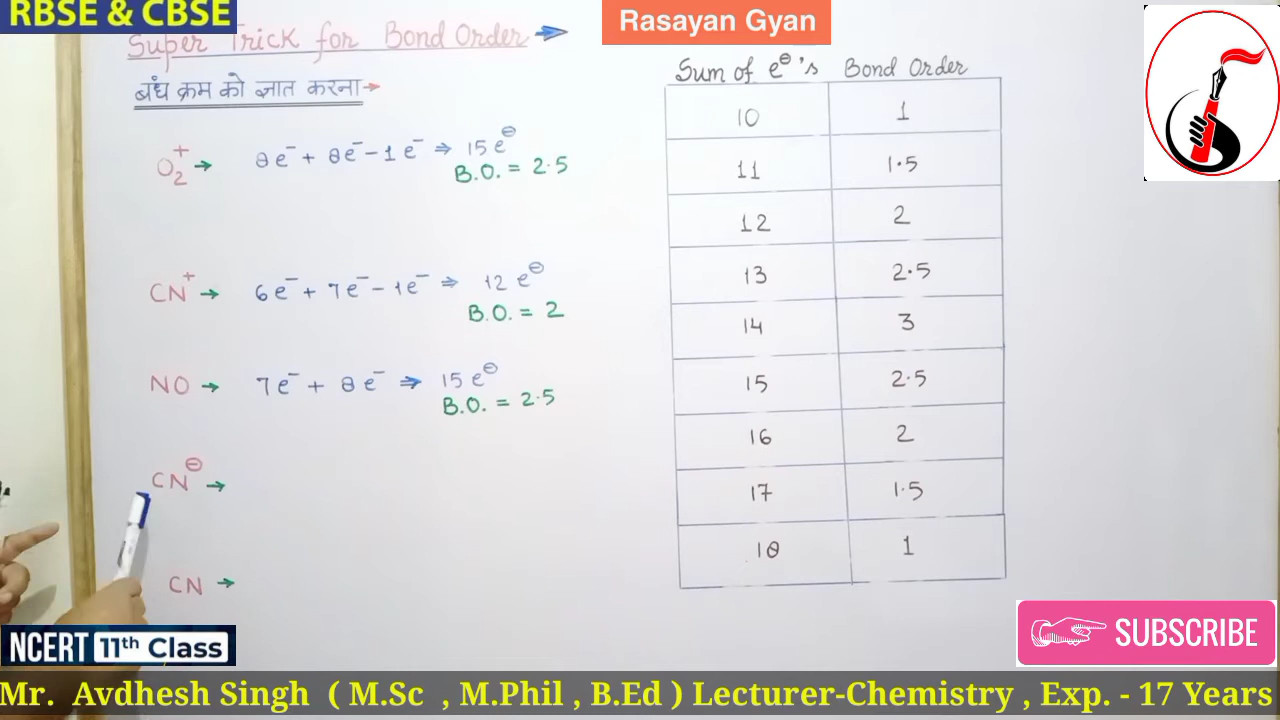 RBSE & CBSE
Rasayan Gyan
Super Trick for Bond Order
बंध क्रम को ज्ञात करना
O₂⁺ → 8e⁻ + 8e⁻ - 1e⁻ ⇒ 15 e⊖
B.O. = 2.5
CN⁺ → 6e⁻ + 7e⁻ - 1e⁻ ⇒ 12 e⊖
B.O. = 2
NO → 7e⁻ + 8e⁻ ⇒ 15 e⊖
B.O. = 2.5
CN⊖ →
CN →
Sum of e⊖'s Bond Order
10 1
11 1.5
12 2
13 2.5
14 3
15 2.5
16 2
17 1.5
18 1
NCERT 11th Class
SUBSCRIBE
Mr. Avdhesh Singh ( M.Sc , M.Phil , B.Ed ) Lecturer-Chemistry , Exp. - 17 Years